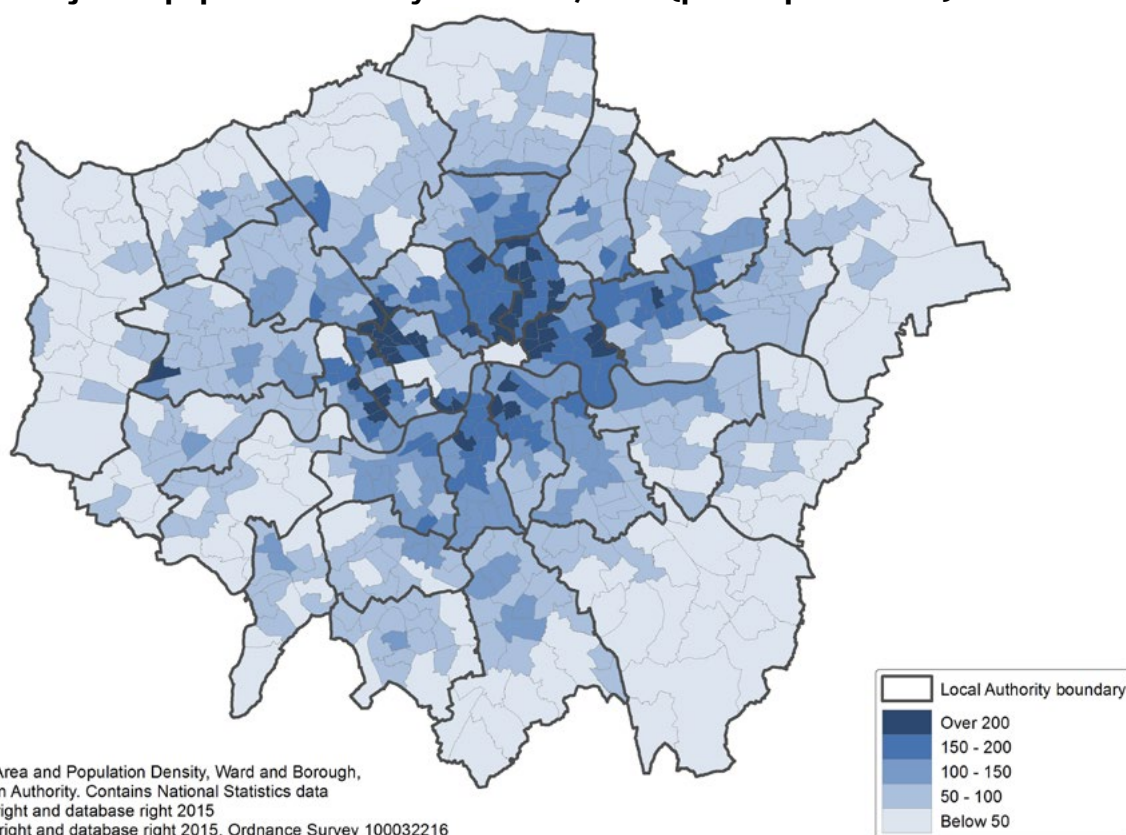 Local Authority boundary
Over 200
150 - 200
100 - 150
50 - 100
Below 50
Area and Population Density, Ward and Borough,
n Authority. Contains National Statistics data
right and database right 2015
right and database right 2015. Ordnance Survey 100032216